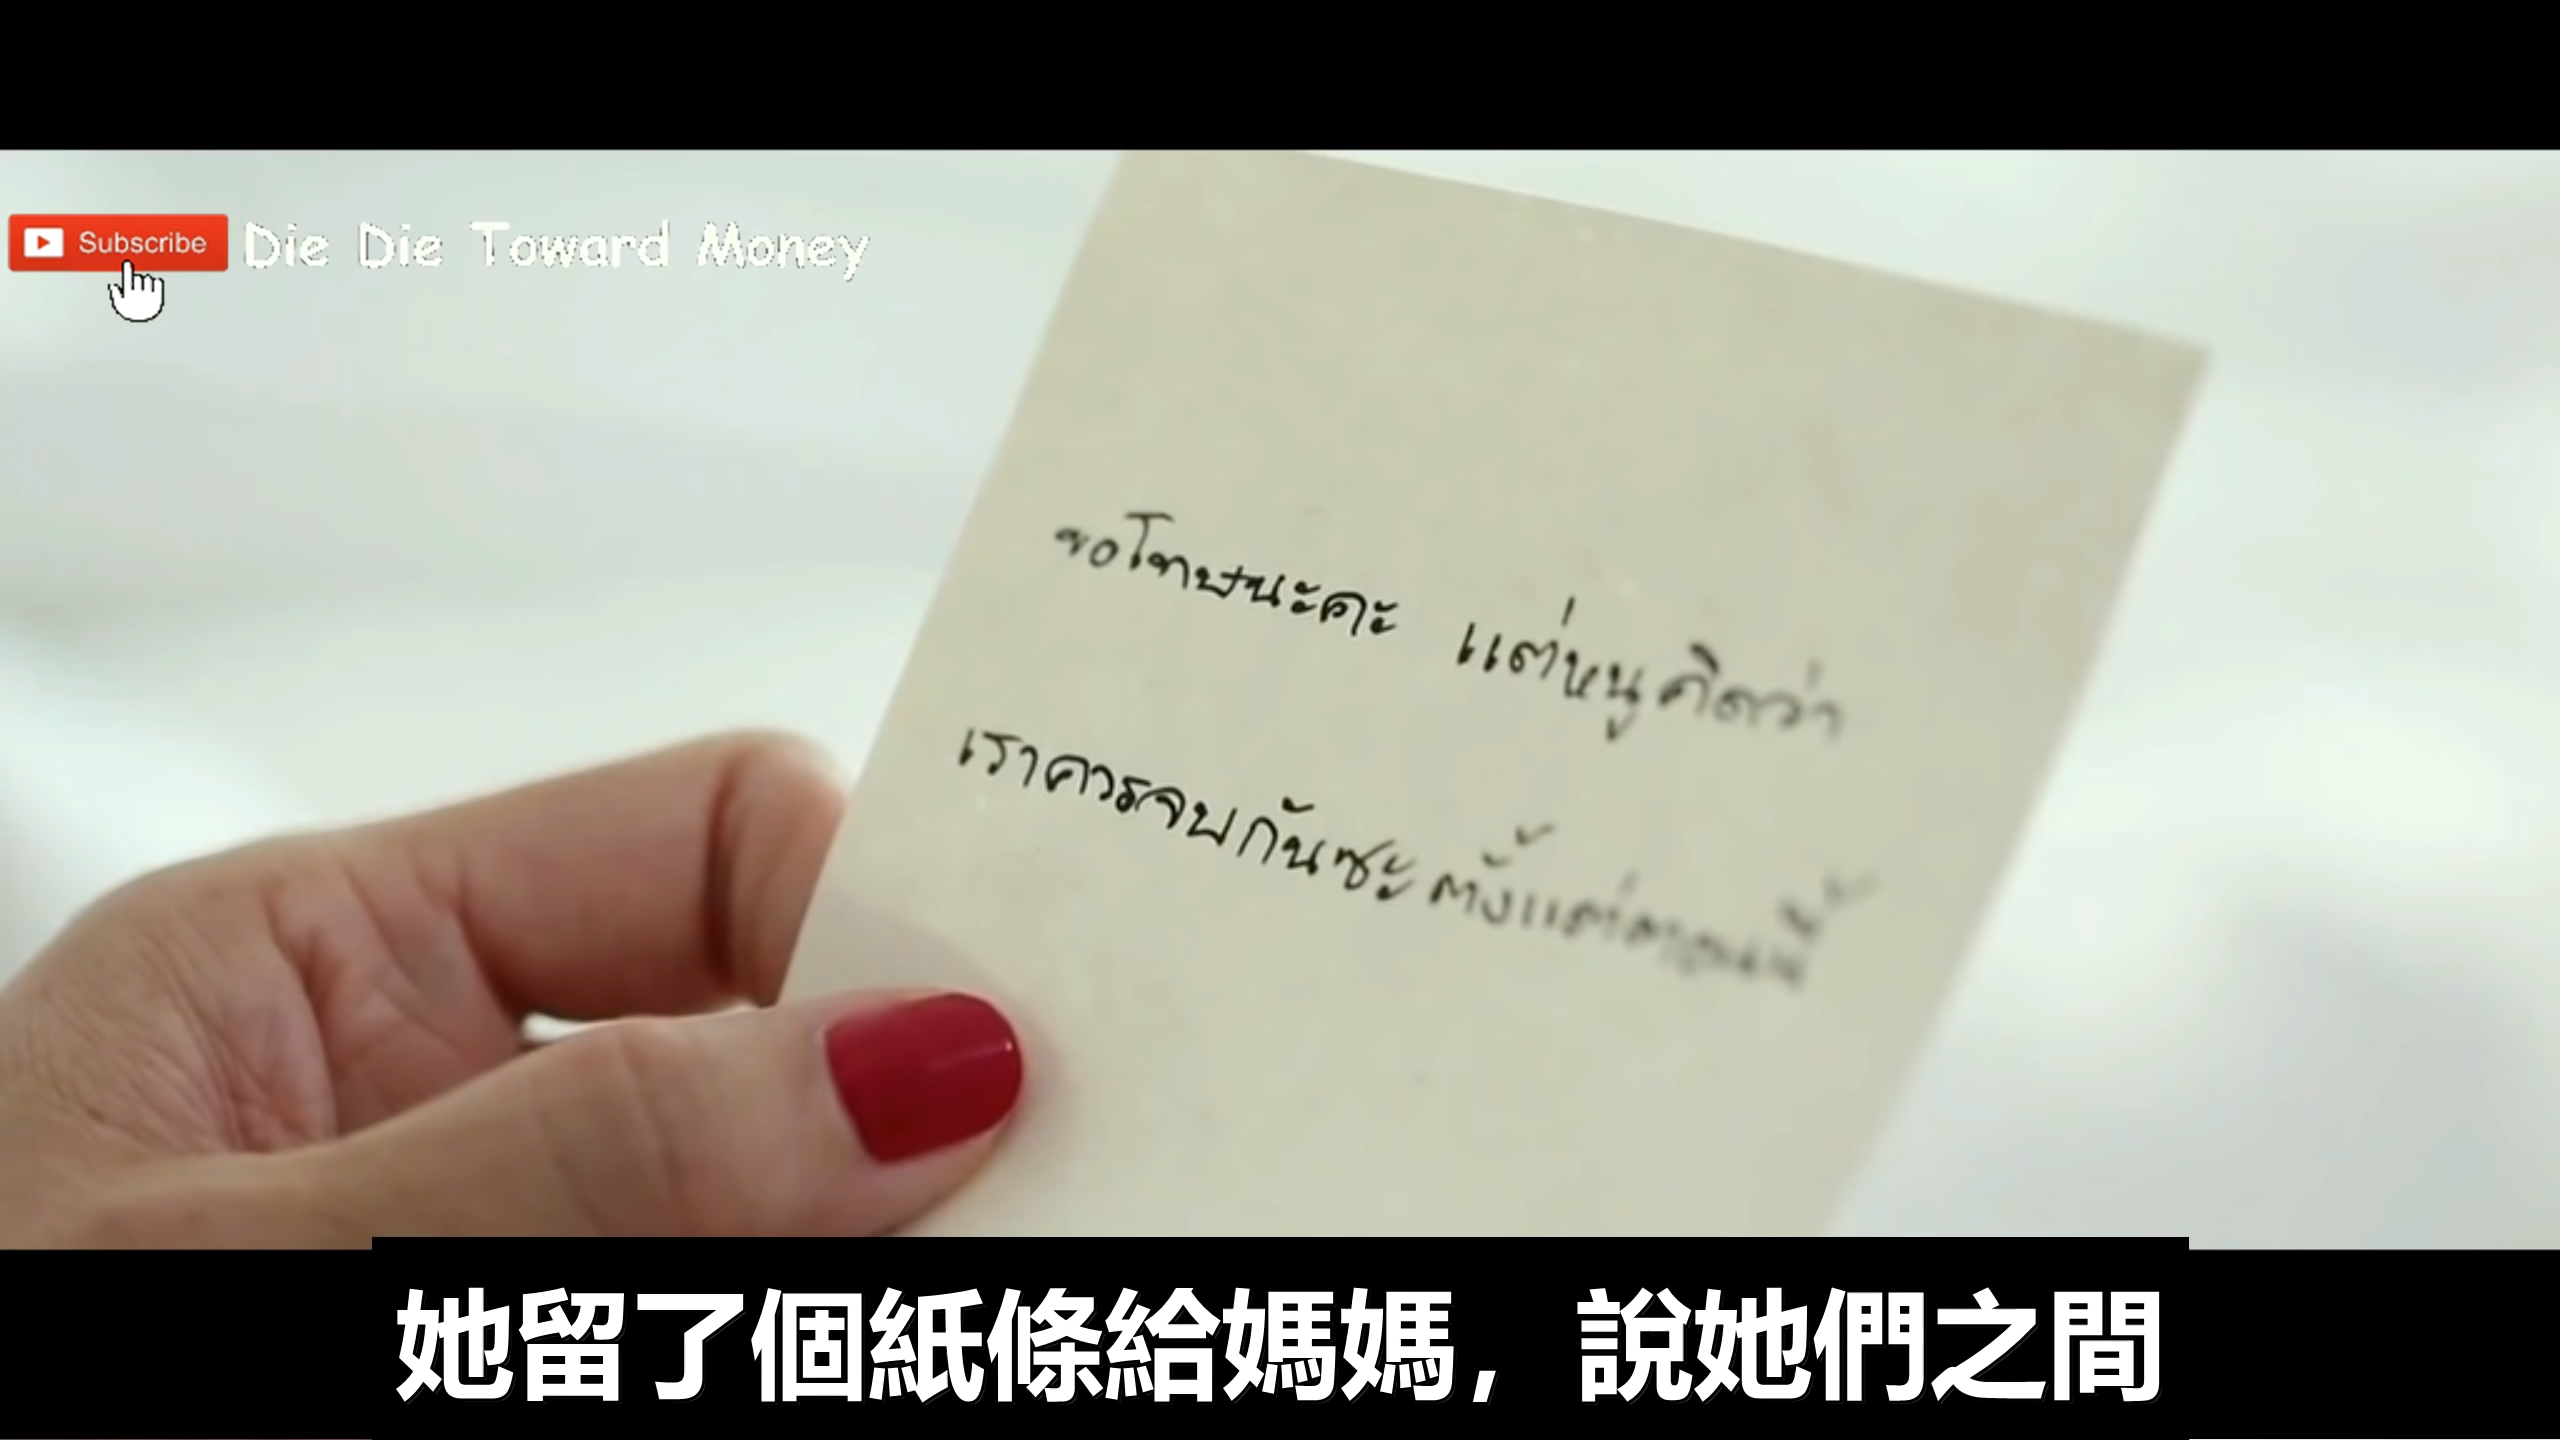 Subscribe Die Die Toward Money
ขอโทษนะคะ แต่หนูคิดว่า
เราควรจบกันซะ ตั้งแต่ตอนนี้
她留了個紙條給媽媽，說她們之間